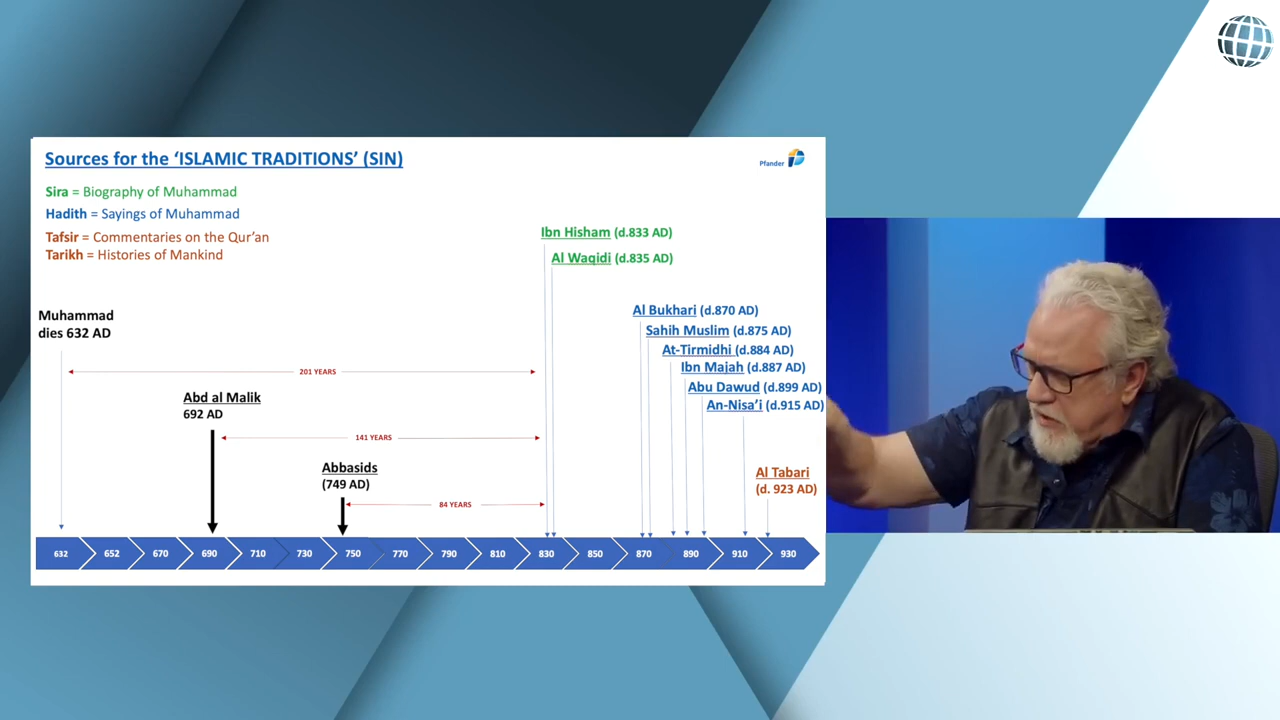 Sources for the ‘ISLAMIC TRADITIONS’ (SIN)
Pfander
Sira = Biography of Muhammad
Hadith = Sayings of Muhammad
Tafsir = Commentaries on the Qur’an
Tarikh = Histories of Mankind
Ibn Hisham (d.833 AD)
Al Waqidi (d.835 AD)
Muhammad
dies 632 AD
Al Bukhari (d.870 AD)
Sahih Muslim (d.875 AD)
At-Tirmidhi (d.884 AD)
Ibn Majah (d.887 AD)
Abu Dawud (d.899 AD)
An-Nisa’i (d.915 AD)
201 YEARS
Abd al Malik
692 AD
141 YEARS
Abbasids
(749 AD)
84 YEARS
Al Tabari
(d. 923 AD)
632 652 670 690 710 730 750 770 790 810 830 850 870 890 910 930